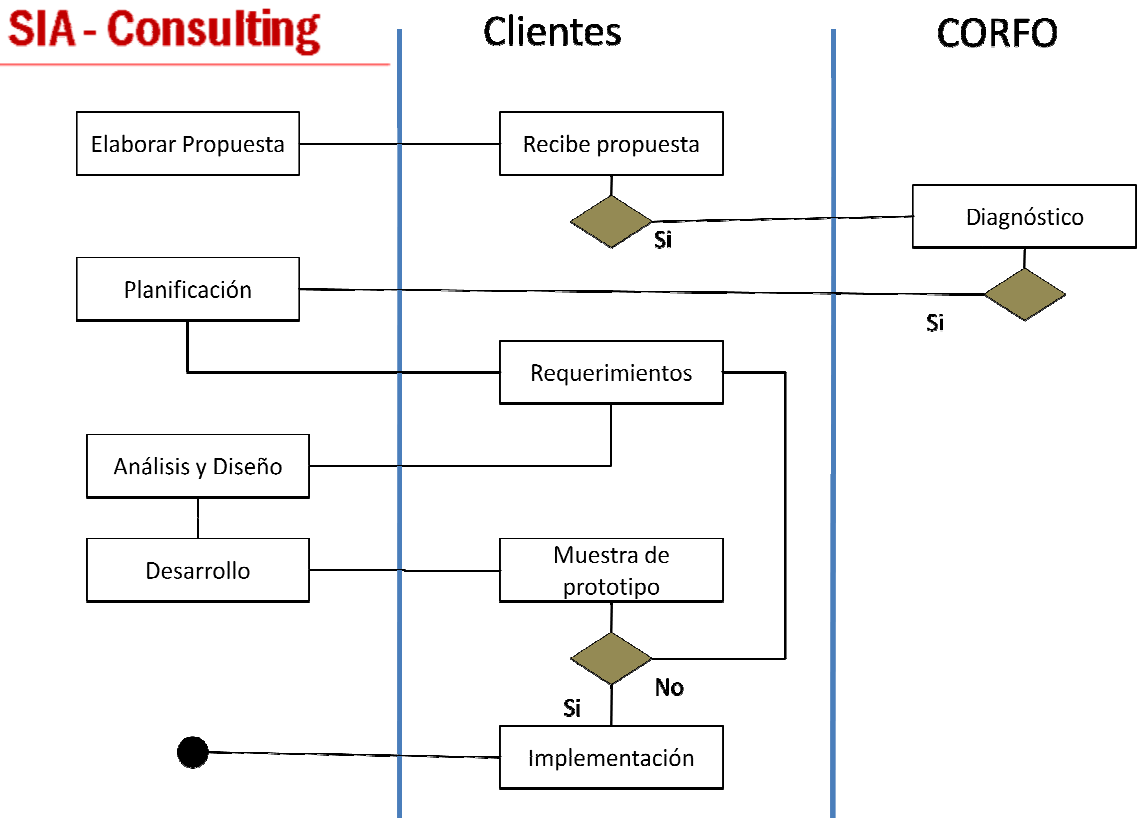 SIA - Consulting
Clientes
CORFO
Elaborar Propuesta
Recibe propuesta
Diagnóstico
Si
Planificación
Si
Requerimientos
Análisis y Diseño
Desarrollo
Muestra de
prototipo
No
Si
Implementación